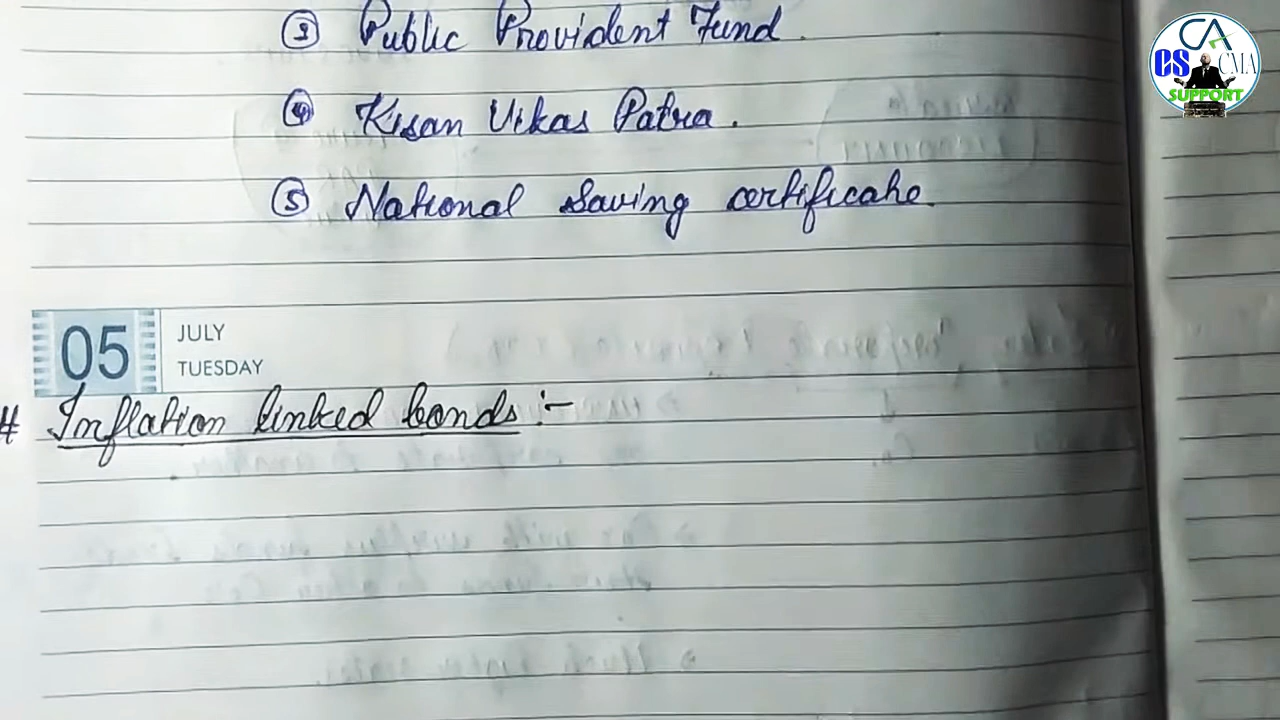 ③ Public Provident Fund.
④ Kisan Vikas Patra.
⑤ National Saving certificate.
05 JULY
TUESDAY
# Inflation linked bonds :-
CA
CS CMA
SUPPORT